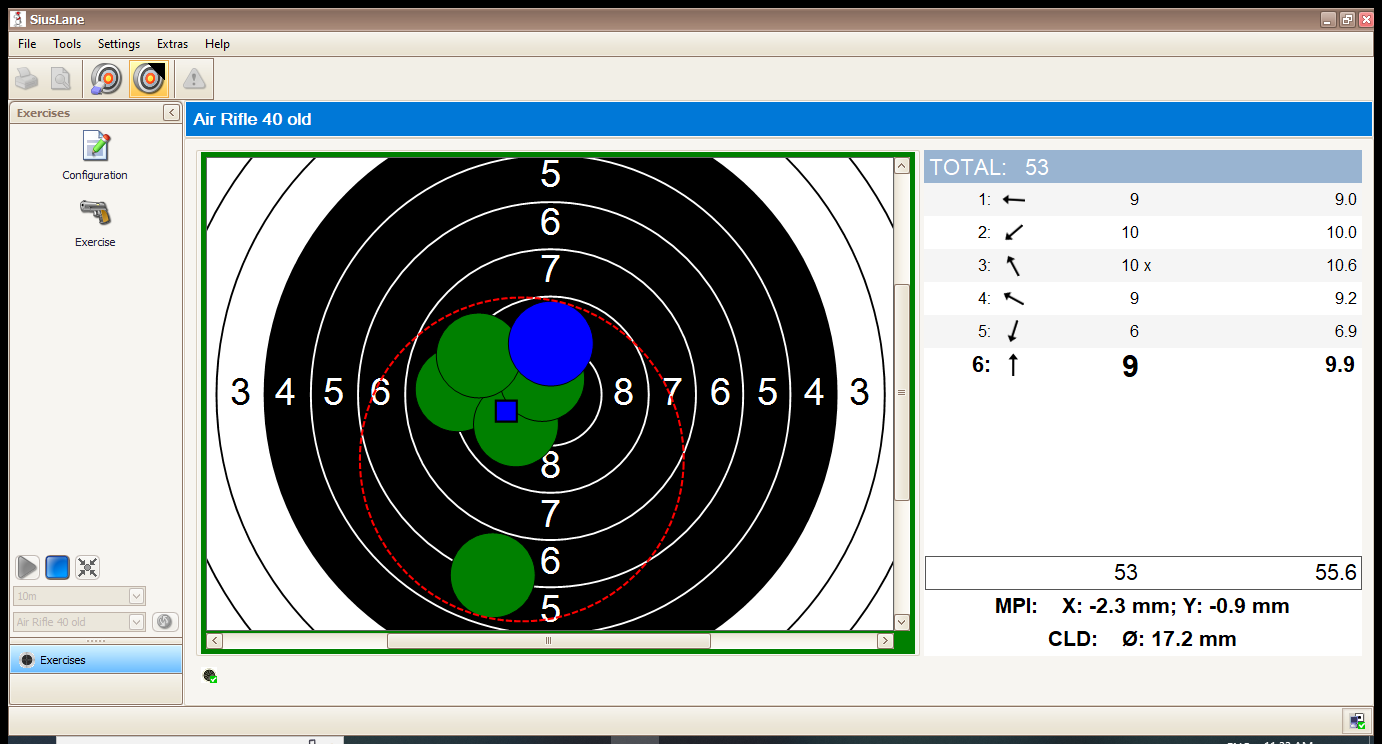 SiusLane
File Tools Settings Extras Help
Exercises
Configuration
Exercise
10m
Air Rifle 40 old
Exercises
Air Rifle 40 old
5
6
7
3 4 5 6 8 7 6 5 4 3
8
7
6
5
TOTAL: 53
1: 9 9.0
2: 10 10.0
3: 10 x 10.6
4: 9 9.2
5: 6 6.9
6: 9 9.9
53 55.6
MPI: X: -2.3 mm; Y: -0.9 mm
CLD: Ø: 17.2 mm